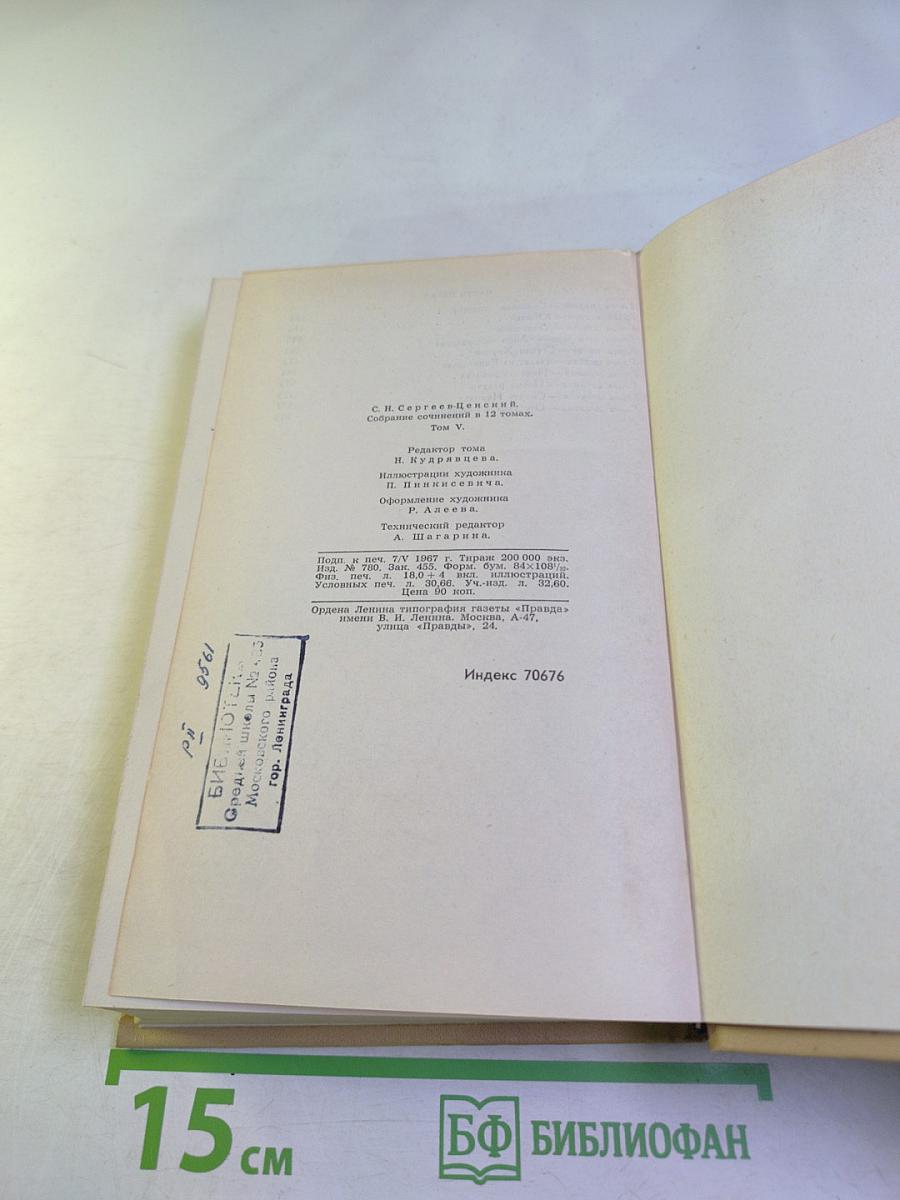 С. Н. Сергеев-Ценский.
Собрание сочинений в 12 томах.
Том V.
Редактор тома
Н. Кудрявцева.
Иллюстрации художника
П. Пинкисевича.
Оформление художника
Р. Алеева.
Технический редактор
А. Шагарина.
Подп. к печ. 7/V 1967 г. Тираж 200 000 экз.
Изд. № 780. Зак. 455. Форм. бум. 84×108¹/₃₂.
Физ. печ. л. 18,0 + 4 вкл. иллюстраций.
Условных печ. л. 30,66. Уч.-изд. л. 32,60.
Цена 90 коп.
Ордена Ленина типография газеты «Правда»
имени В. И. Ленина. Москва, А-47,
улица «Правды», 24.
Индекс 70676
9561
БИБЛИОТЕКА
Средней школы №
Московского района
гор. Ленинграда
15 см
БФ БИБЛИОФАН